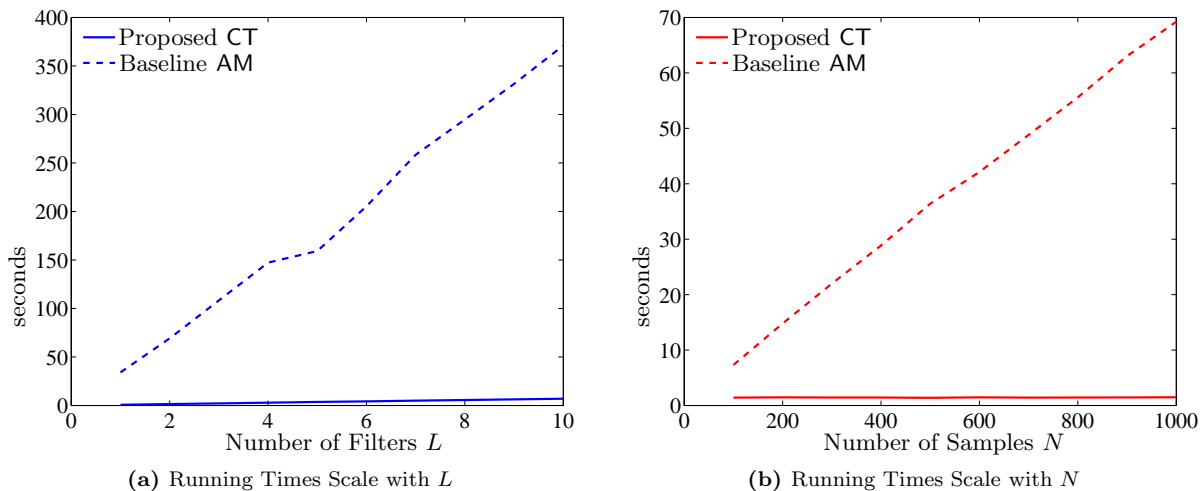 400
350
300
250
200
150
100
50
0
seconds
Proposed CT
Baseline AM
0 2 4 6 8 10
Number of Filters L
(a) Running Times Scale with L
70
60
50
40
30
20
10
0
seconds
Proposed CT
Baseline AM
0 200 400 600 800 1000
Number of Samples N
(b) Running Times Scale with N